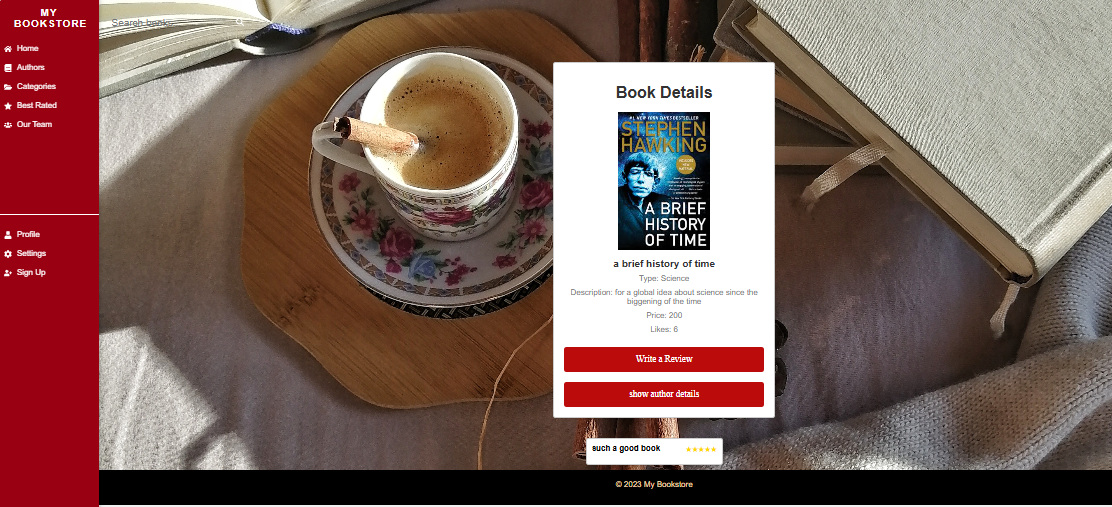 MY
BOOKSTORE
Search books
Home
Authors
Categories
Best Rated
Our Team
Profile
Settings
Sign Up
Book Details
#1 NEW YORK TIMES BESTSELLER
STEPHEN
HAWKING
A BRIEF
HISTORY
OF TIME
a brief history of time
Type: Science
Description: for a global idea about science since the
biggening of the time
Price: 200
Likes: 6
Write a Review
show author details
such a good book ★★★★★
© 2023 My Bookstore